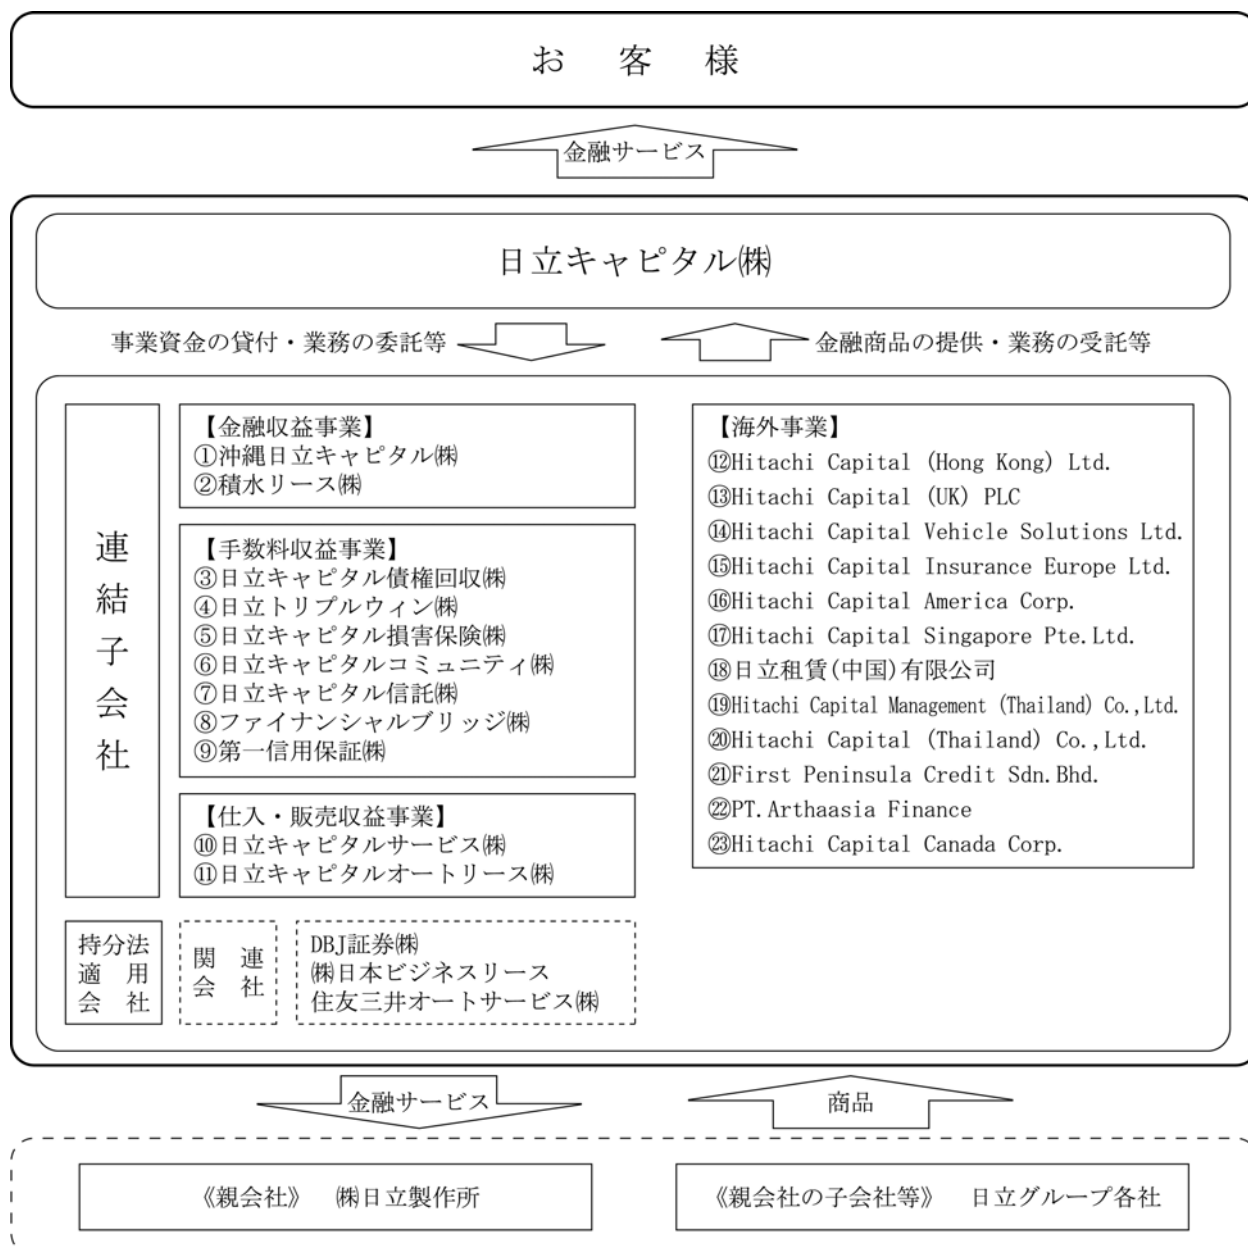 お客様
金融サービス
日立キャピタル㈱
事業資金の貸付・業務の委託等
金融商品の提供・業務の受託等
連結子会社
【金融収益事業】
①沖縄日立キャピタル㈱
②積水リース㈱
【手数料収益事業】
③日立キャピタル債権回収㈱
④日立トリプルウィン㈱
⑤日立キャピタル損害保険㈱
⑥日立キャピタルコミュニティ㈱
⑦日立キャピタル信託㈱
⑧ファイナンシャルブリッジ㈱
⑨第一信用保証㈱
【仕入・販売収益事業】
⑩日立キャピタルサービス㈱
⑪日立キャピタルオートリース㈱
【海外事業】
⑫Hitachi Capital (Hong Kong) Ltd.
⑬Hitachi Capital (UK) PLC
⑭Hitachi Capital Vehicle Solutions Ltd.
⑮Hitachi Capital Insurance Europe Ltd.
⑯Hitachi Capital America Corp.
⑰Hitachi Capital Singapore Pte.Ltd.
⑱日立租賃(中国)有限公司
⑲Hitachi Capital Management (Thailand) Co.,Ltd.
⑳Hitachi Capital (Thailand) Co.,Ltd.
㉑First Peninsula Credit Sdn.Bhd.
㉒PT.Arthaasia Finance
㉓Hitachi Capital Canada Corp.
持分法
適用
会社
関連
会社
DBJ証券㈱
㈱日本ビジネスリース
住友三井オートサービス㈱
金融サービス
商品
《親会社》 ㈱日立製作所
《親会社の子会社等》 日立グループ各社